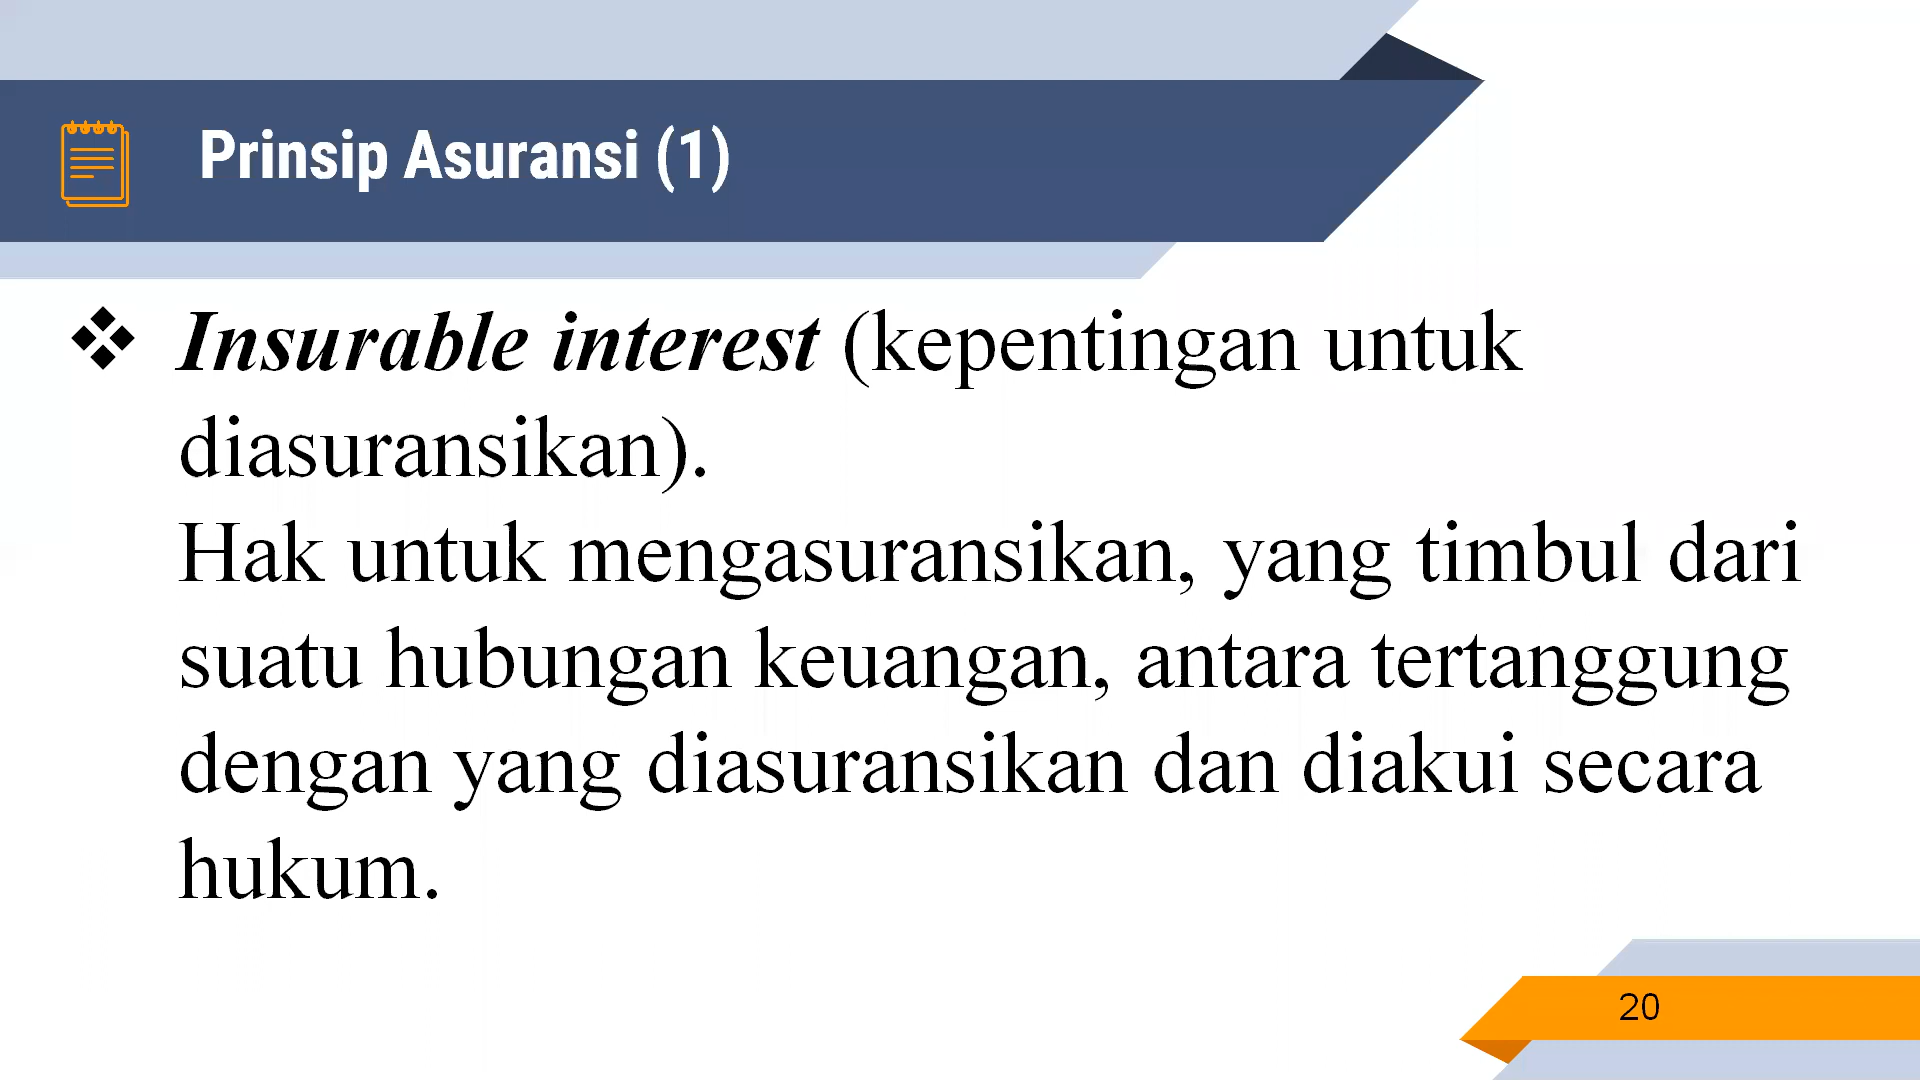 Prinsip Asuransi (1)
❖ Insurable interest (kepentingan untuk
diasuransikan).
Hak untuk mengasuransikan, yang timbul dari
suatu hubungan keuangan, antara tertanggung
dengan yang diasuransikan dan diakui secara
hukum.
20